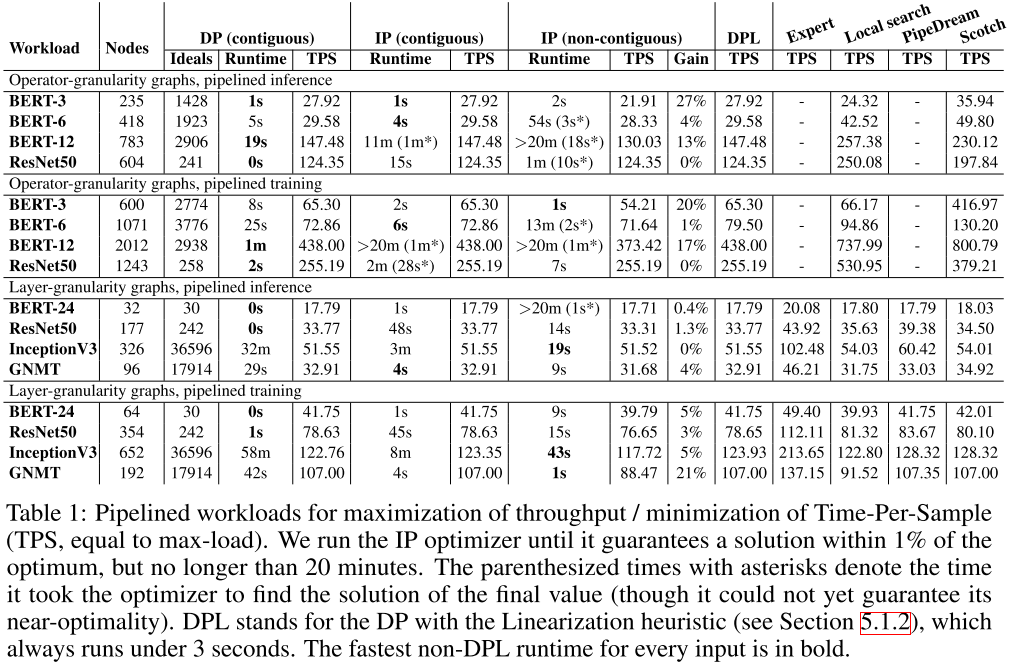 Workload Nodes DP (contiguous) IP (contiguous) IP (non-contiguous) DPL Expert Local search PipeDream Scotch
Ideals Runtime TPS Runtime TPS Runtime TPS Gain TPS TPS TPS TPS TPS
Operator-granularity graphs, pipelined inference
BERT-3 235 1428 1s 27.92 1s 27.92 2s 21.91 27% 27.92 - 24.32 - 35.94
BERT-6 418 1923 5s 29.58 4s 29.58 54s (3s*) 28.33 4% 29.58 - 42.52 - 49.80
BERT-12 783 2906 19s 147.48 11m (1m*) 147.48 >20m (18s*) 130.03 13% 147.48 - 257.38 - 230.12
ResNet50 604 241 0s 124.35 15s 124.35 1m (10s*) 124.35 0% 124.35 - 250.08 - 197.84
Operator-granularity graphs, pipelined training
BERT-3 600 2774 8s 65.30 2s 65.30 1s 54.21 20% 65.30 - 66.17 - 416.97
BERT-6 1071 3776 25s 72.86 6s 72.86 13m (2s*) 71.64 1% 79.50 - 94.86 - 130.20
BERT-12 2012 2938 1m 438.00 >20m (1m*) 438.00 >20m (1m*) 373.42 17% 438.00 - 737.99 - 800.79
ResNet50 1243 258 2s 255.19 2m (28s*) 255.19 7s 255.19 0% 255.19 - 530.95 - 379.21
Layer-granularity graphs, pipelined inference
BERT-24 32 30 0s 17.79 1s 17.79 >20m (1s*) 17.71 0.4% 17.79 20.08 17.80 17.79 18.03
ResNet50 177 242 0s 33.77 48s 33.77 14s 33.31 1.3% 33.77 43.92 35.63 39.38 34.50
InceptionV3 326 36596 32m 51.55 3m 51.55 19s 51.52 0% 51.55 102.48 54.03 60.42 54.01
GNMT 96 17914 29s 32.91 4s 32.91 9s 31.68 4% 32.91 46.21 31.75 33.03 34.92
Layer-granularity graphs, pipelined training
BERT-24 64 30 0s 41.75 1s 41.75 9s 39.79 5% 41.75 49.40 39.93 41.75 42.01
ResNet50 354 242 1s 78.63 45s 78.63 15s 76.65 3% 78.65 112.11 81.32 83.67 80.10
InceptionV3 652 36596 58m 122.76 8m 123.35 43s 117.72 5% 123.93 213.65 122.80 128.32 128.32
GNMT 192 17914 42s 107.00 4s 107.00 1s 88.47 21% 107.00 137.15 91.52 107.35 107.00
Table 1: Pipelined workloads for maximization of throughput / minimization of Time-Per-Sample
(TPS, equal to max-load). We run the IP optimizer until it guarantees a solution within 1% of the
optimum, but no longer than 20 minutes. The parenthesized times with asterisks denote the time
it took the optimizer to find the solution of the final value (though it could not yet guarantee its
near-optimality). DPL stands for the DP with the Linearization heuristic (see Section 5.1.2), which
always runs under 3 seconds. The fastest non-DPL runtime for every input is in bold.